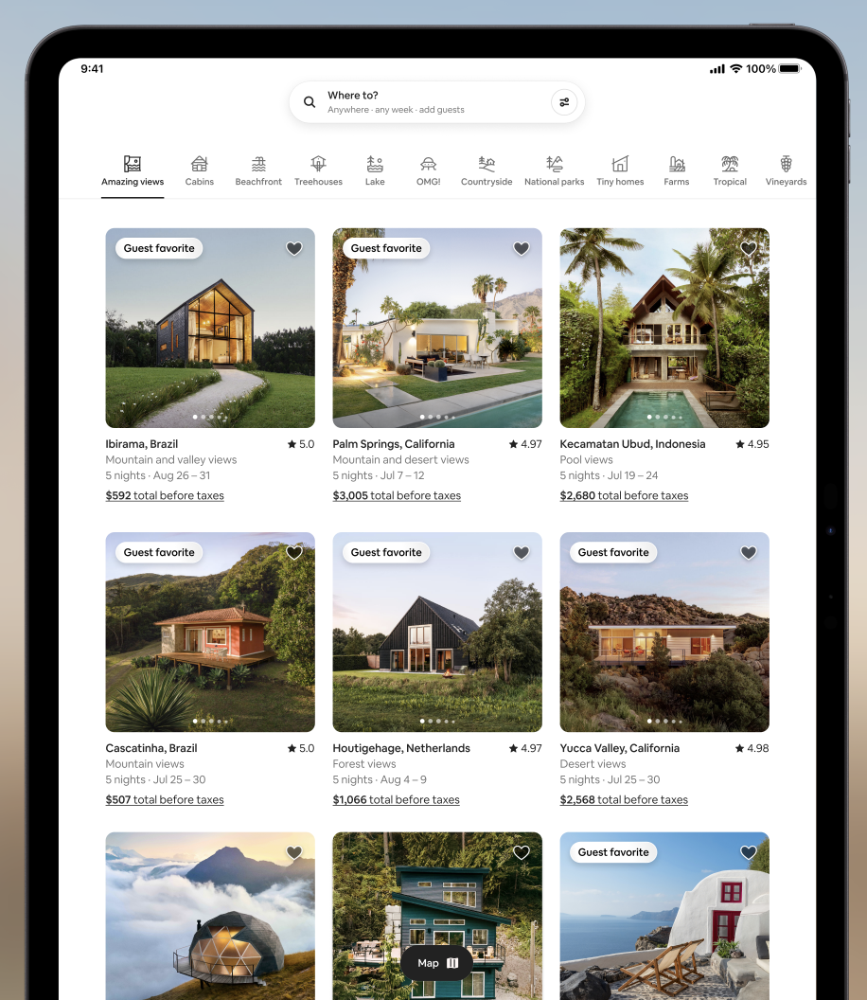 9:41
100%
Where to?
Anywhere · any week · add guests
Amazing views
Cabins
Beachfront
Treehouses
Lake
OMG!
Countryside
National parks
Tiny homes
Farms
Tropical
Vineyards
Guest favorite
Guest favorite
Ibirama, Brazil
5.0
Mountain and valley views
5 nights · Aug 26 – 31
$592 total before taxes
Palm Springs, California
4.97
Mountain and desert views
5 nights · Jul 7 – 12
$3,005 total before taxes
Kecamatan Ubud, Indonesia
4.95
Pool views
5 nights · Jul 19 – 24
$2,680 total before taxes
Guest favorite
Guest favorite
Guest favorite
Cascatinha, Brazil
5.0
Mountain views
5 nights · Jul 25 – 30
$507 total before taxes
Houtigehage, Netherlands
4.97
Forest views
5 nights · Aug 4 – 9
$1,066 total before taxes
Yucca Valley, California
4.98
Desert views
5 nights · Jul 25 – 30
$2,568 total before taxes
Guest favorite
Map